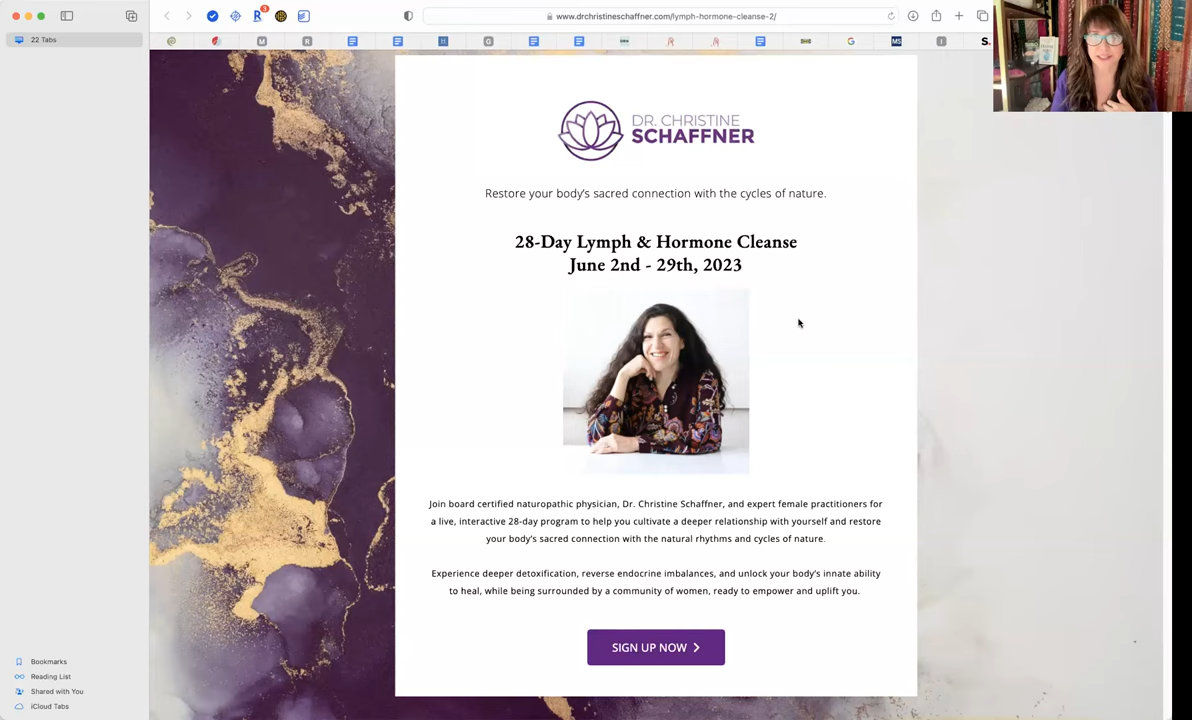 22 Tabs
3
www.drchristineschaffner.com/lymph-hormone-cleanse-2/
DR. CHRISTINE
SCHAFFNER
Restore your body's sacred connection with the cycles of nature.
28-Day Lymph & Hormone Cleanse
June 2nd - 29th, 2023
Join board certified naturopathic physician, Dr. Christine Schaffner, and expert female practitioners for
a live, interactive 28-day program to help you cultivate a deeper relationship with yourself and restore
your body's sacred connection with the natural rhythms and cycles of nature.
Experience deeper detoxification, reverse endocrine imbalances, and unlock your body's innate ability
to heal, while being surrounded by a community of women, ready to empower and uplift you.
SIGN UP NOW
Bookmarks
Reading List
Shared with You
iCloud Tabs